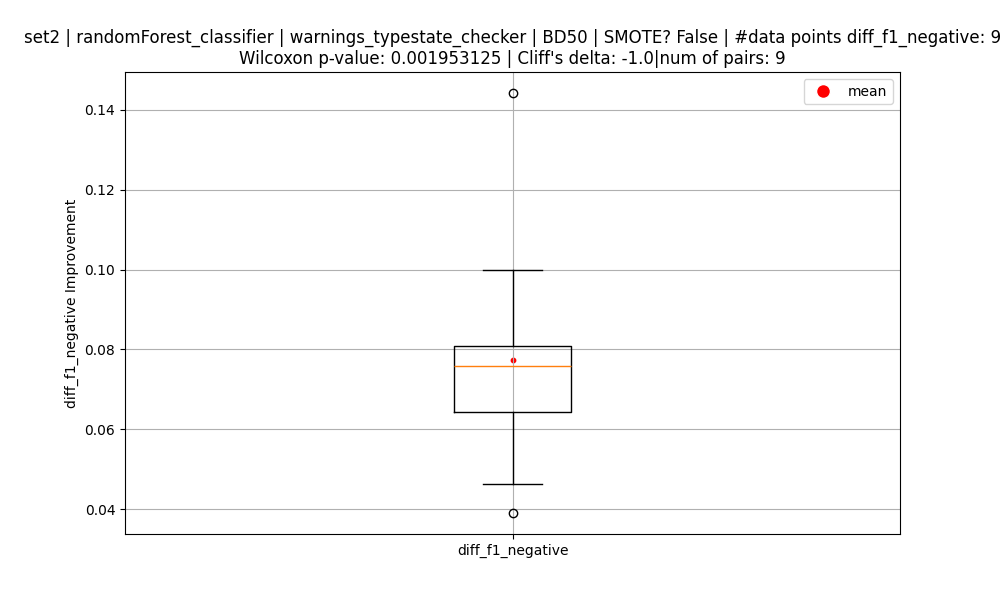 set2 | randomForest_classifier | warnings_typestate_checker | BD50 | SMOTE? False | #data points diff_f1_negative: 9
Wilcoxon p-value: 0.001953125 | Cliff's delta: -1.0|num of pairs: 9
mean
0.14
0.12
0.10
0.08
0.06
0.04
diff_f1_negative Improvement
diff_f1_negative